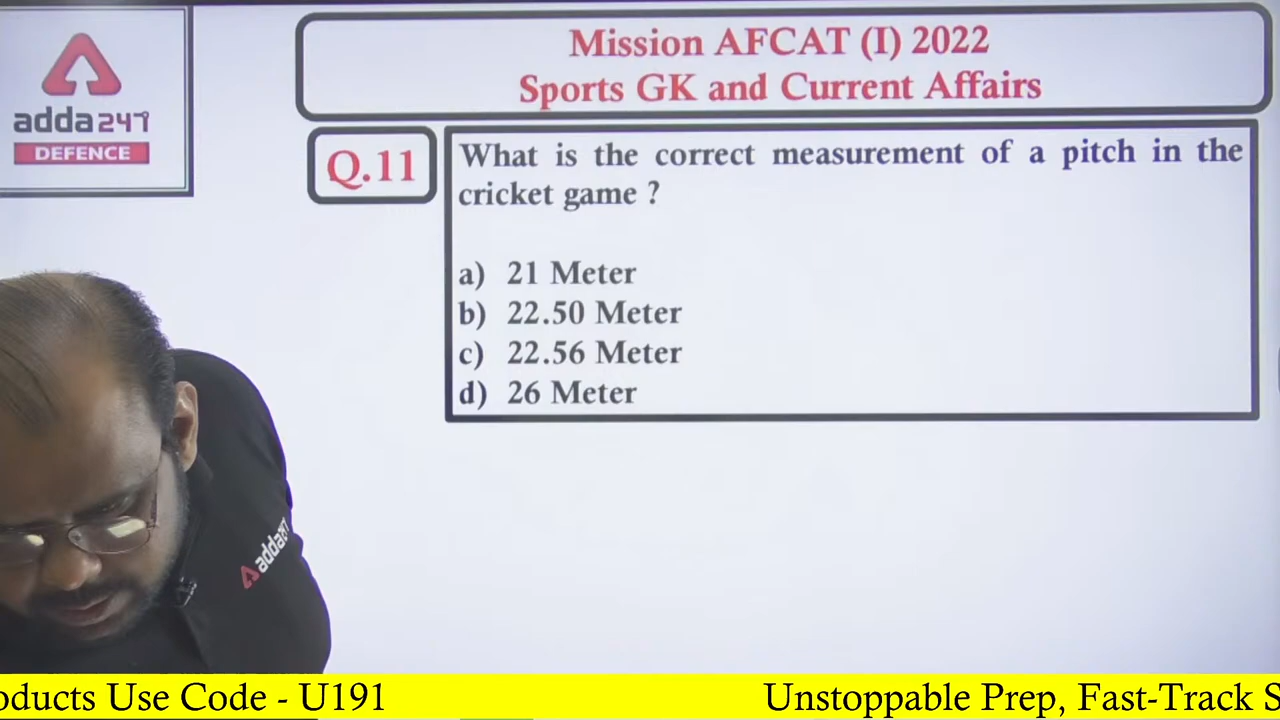 adda247
DEFENCE
Mission AFCAT (I) 2022
Sports GK and Current Affairs
Q.11
What is the correct measurement of a pitch in the
cricket game ?
a) 21 Meter
b) 22.50 Meter
c) 22.56 Meter
d) 26 Meter
adda247
oducts Use Code - U191
Unstoppable Prep, Fast-Track S